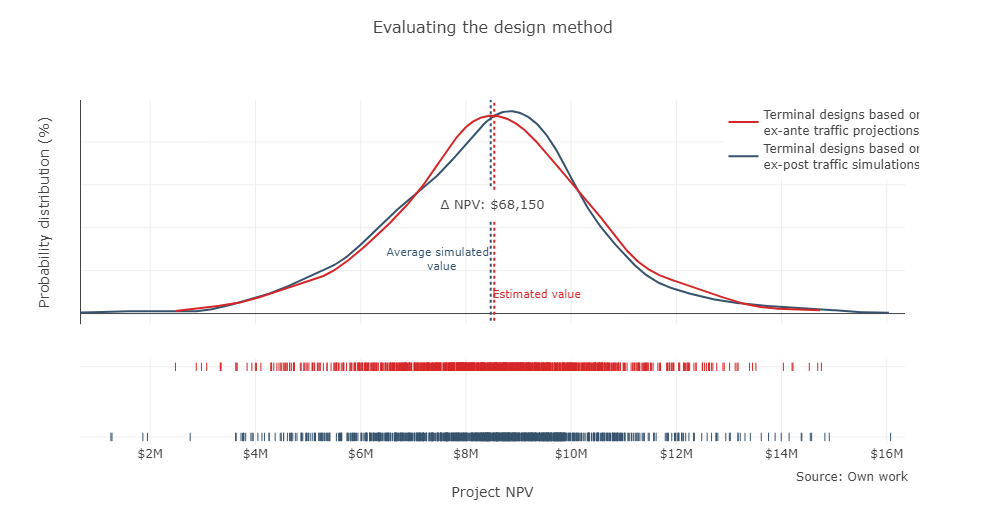 Evaluating the design method
Probability distribution (%)
Terminal designs based or
ex-ante traffic projections
Terminal designs based or
ex-post traffic simulations
Δ NPV: $68,150
Average simulated
value
Estimated value
$2M
$4M
$6M
$8M
$10M
$12M
$14M
$16M
Source: Own work
Project NPV